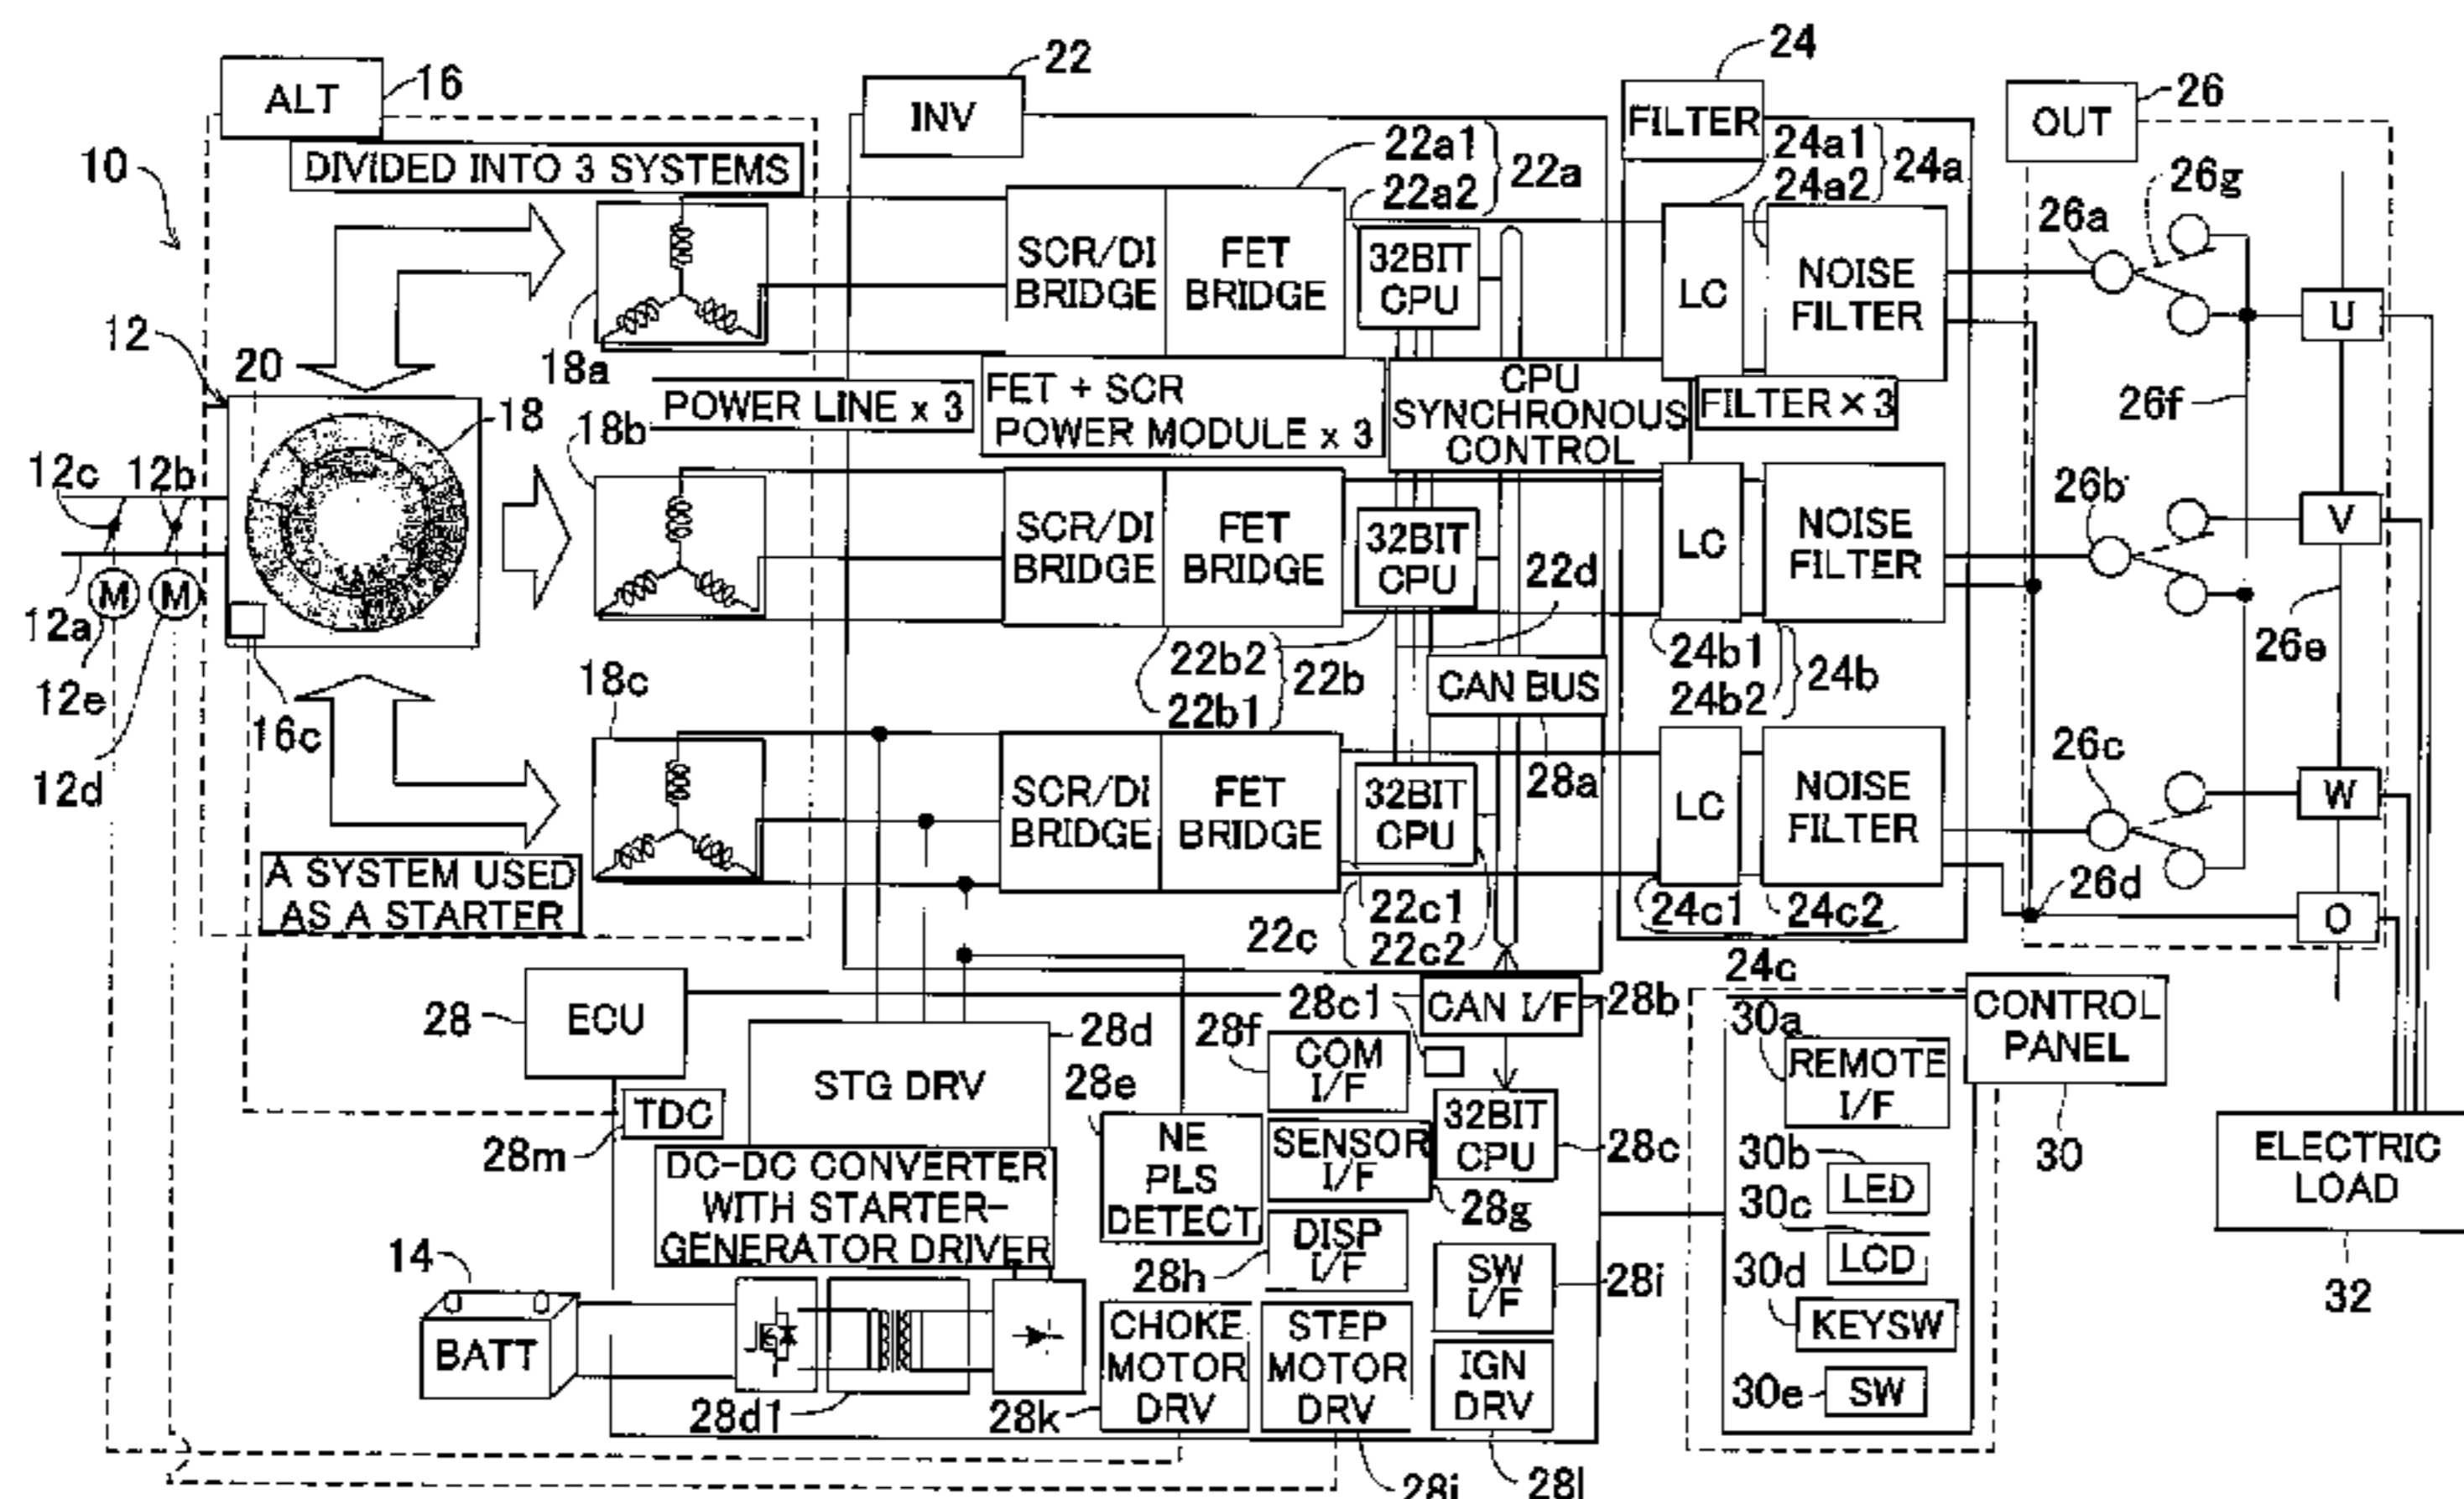 ALT
16
22
INV
24
FILTER
26
OUT
10
DIVIDED INTO 3 SYSTEMS
22a1
22a2
22a
24a1
24a2
24a
26g
26a
SCR/DI
BRIDGE
FET
BRIDGE
32BIT
CPU
LC
NOISE
FILTER
U
12
20
18a
18
POWER LINE x 3
FET + SCR
POWER MODULE x 3
CPU
SYNCHRONOUS
CONTROL
FILTER×3
26f
18b
12c
12b
SCR/DI
BRIDGE
FET
BRIDGE
32BIT
CPU
22d
LC
NOISE
FILTER
26b
V
M
M
12a
12e
12d
16c
18c
22b2
22b1
22b
CAN BUS
28a
24b1
24b2
24b
26e
SCR/DI
BRIDGE
FET
BRIDGE
32BIT
CPU
LC
NOISE
FILTER
26c
W
A SYSTEM USED
AS A STARTER
22c
22c1
22c2
24c1
24c2
24c
26d
O
28
ECU
28d
STG DRV
28c1
CAN I/F
28b
28f
COM
I/F
28e
NE
PLS
DETECT
SENSOR
I/F
28g
32BIT
CPU
28c
TDC
28m
DC-DC CONVERTER
WITH STARTER-
GENERATOR DRIVER
28h
DISP
I/F
SW
I/F
28i
14
BATT
28d1
28k
CHOKE
MOTOR
DRV
STEP
MOTOR
DRV
28j
IGN
DRV
28l
CONTROL
PANEL
30
30a
REMOTE
I/F
30b
LED
30c
LCD
30d
KEYSW
30e
SW
ELECTRIC
LOAD
32